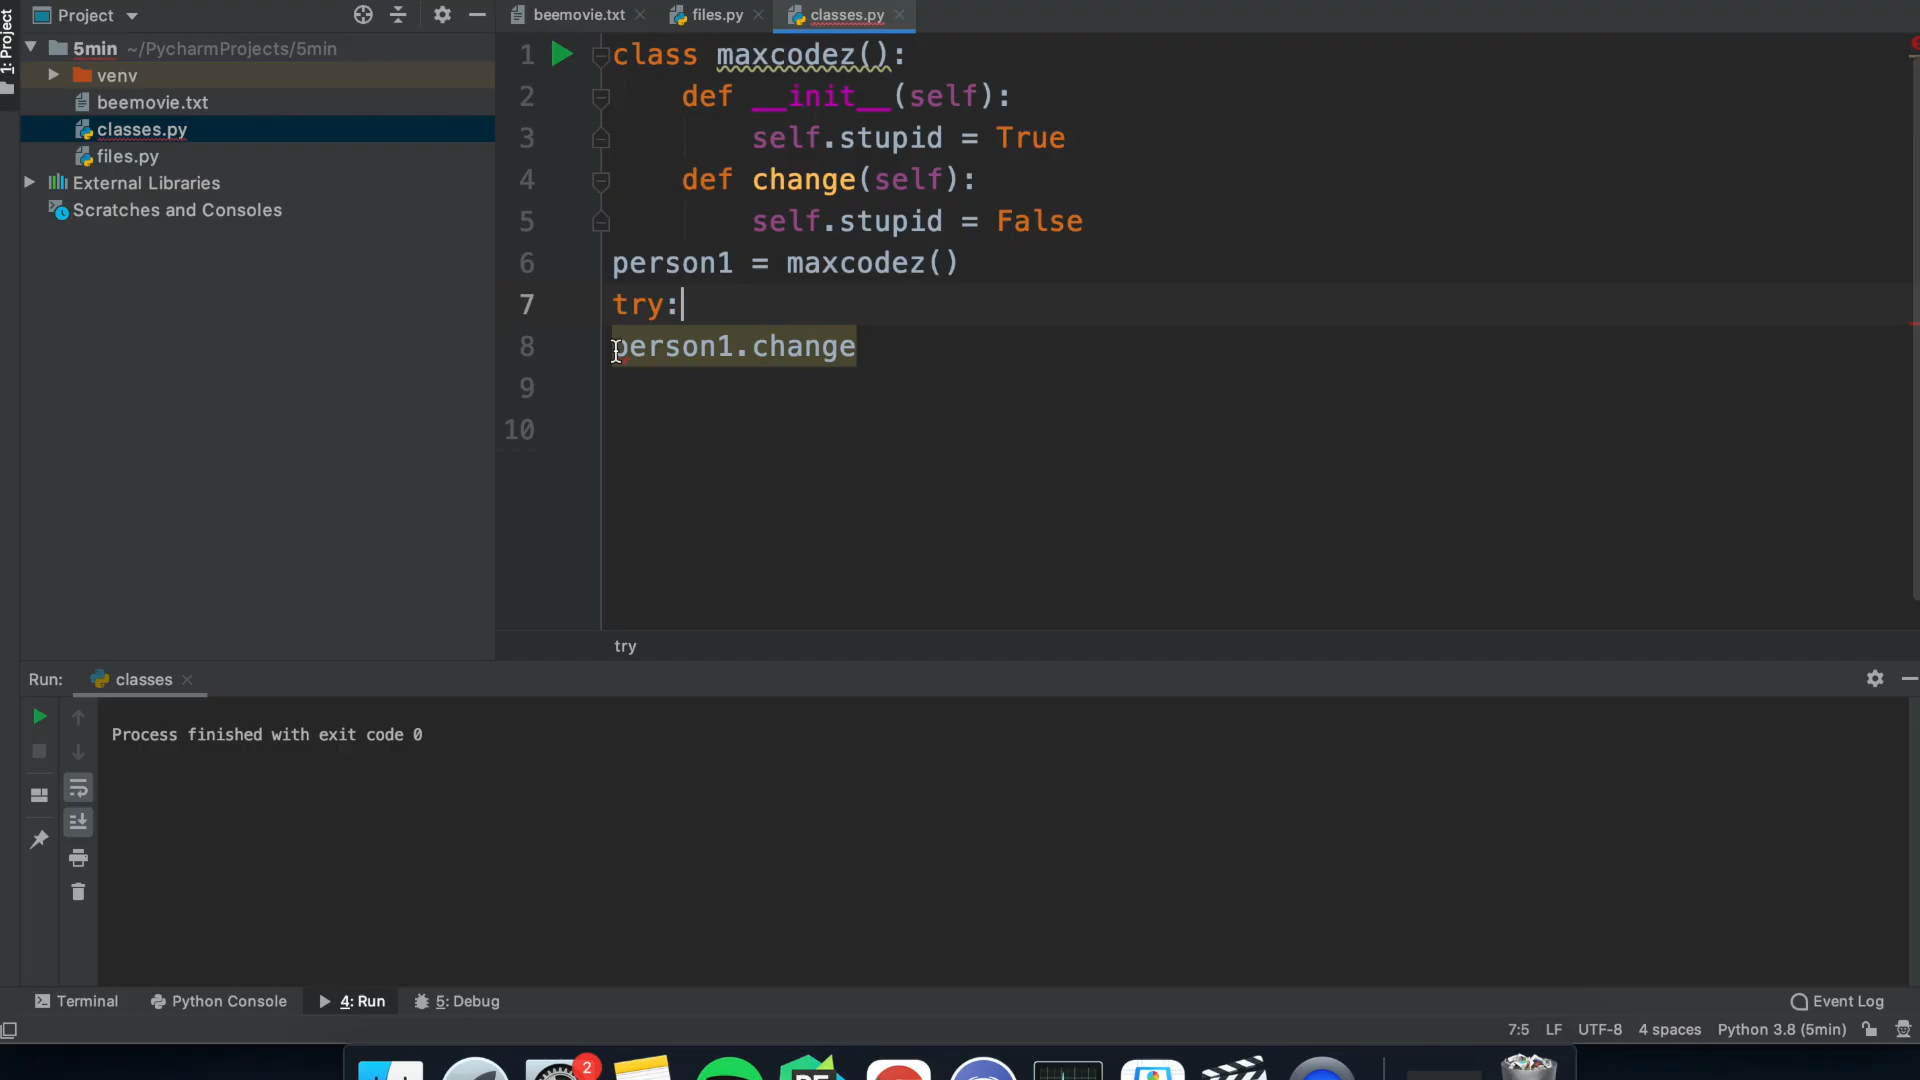 Project
beemovie.txt
files.py
classes.py
1: Project
5min ~/PycharmProjects/5min
venv
beemovie.txt
classes.py
files.py
External Libraries
Scratches and Consoles
1 class maxcodez():
2 def __init__(self):
3 self.stupid = True
4 def change(self):
5 self.stupid = False
6 person1 = maxcodez()
7 try:
8 person1.change
9
10
try
Run: classes
Process finished with exit code 0
Terminal Python Console 4: Run 5: Debug Event Log
7:5 LF UTF-8 4 spaces Python 3.8 (5min)
2